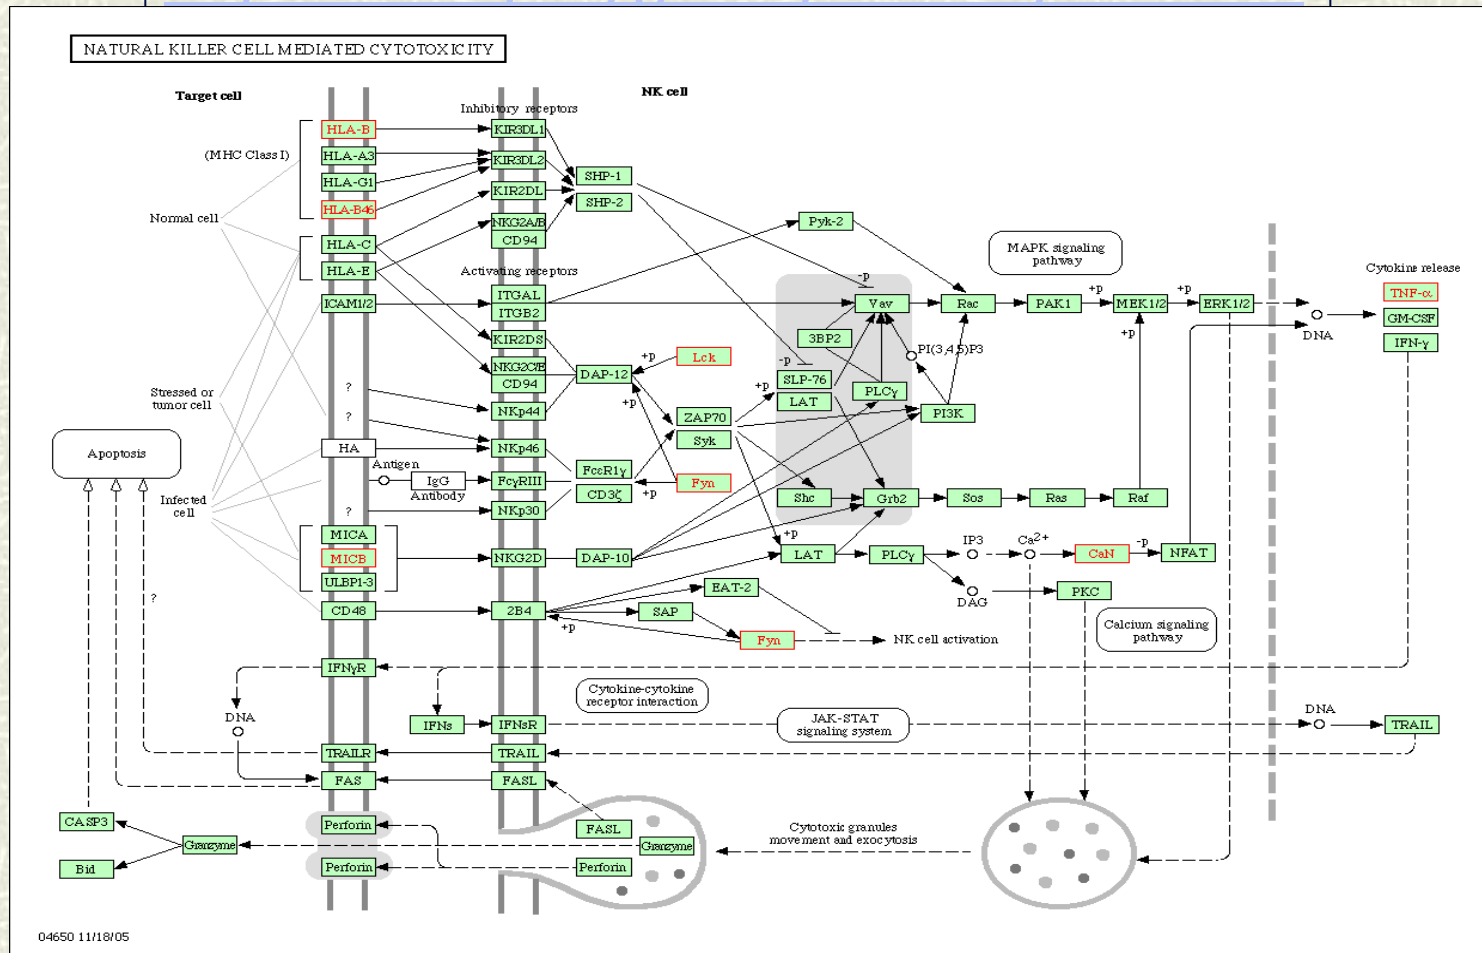 NATURAL KILLER CELL MEDIATED CYTOTOXICITY
Target cell
NK cell
Inhibitory receptors
(MHC Class I)
HLA-B
HLA-A3
HLA-G1
HLA-B46
HLA-C
HLA-E
ICAM1/2
KIR3DL1
KIR3DL2
KIR2DL
NKG2A/B
CD94
SHP-1
SHP-2
Normal cell
Activating receptors
ITGAL
ITGB2
KIR2DS
NKG2C/E
CD94
NKp44
NKp46
FcγRIII
NKp30
NKG2D
2B4
Stressed or
tumor cell
?
?
HA
Antigen
IgG
Antibody
?
Infected
cell
Apoptosis
MICA
MICB
ULBP1-3
CD48
?
DAP-12
+p
Lck
+p
ZAP70
Syk
FcεR1γ
CD3ζ
+p
Fyn
DAP-10
Pyk-2
-p
Vav
3BP2
-p
SLP-76
LAT
+p
PLCγ
PI(3,4,5)P3
PI3K
Shc
Grb2
Sos
Ras
Raf
Rac
PAK1
+p
MEK1/2
+p
ERK1/2
+p
MAPK signaling
pathway
DNA
Cytokine release
TNF-α
GM-CSF
IFN-γ
+p
LAT
PLCγ
IP3
Ca2+
CaN
-p
NFAT
DAG
PKC
Calcium signaling
pathway
EAT-2
SAP
+p
Fyn
NK cell activation
IFNγR
DNA
Cytokine-cytokine
receptor interaction
IFNs
IFNsR
JAK-STAT
signaling system
DNA
TRAIL
TRAILR
TRAIL
FAS
FASL
CASP3
Bid
Granzyme
Perforin
Perforin
FASL
Granzyme
Perforin
Cytotoxic granules
movement and exocytosis
04650 11/18/05